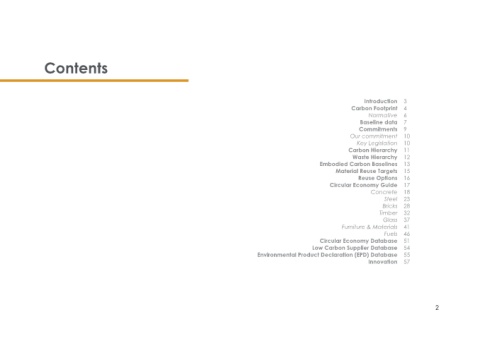 Contents
Introduction 3
Carbon Footprint 4
Normative 6
Baseline data 7
Commitments 9
Our commitment 10
Key Legislation 10
Carbon Hierarchy 11
Waste Hierarchy 12
Embodied Carbon Baselines 13
Material Reuse Targets 15
Reuse Options 16
Circular Economy Guide 17
Concrete 18
Steel 23
Bricks 28
Timber 32
Glass 37
Furniture & Materials 41
Fuels 46
Circular Economy Database 51
Low Carbon Supplier Database 54
Environmental Product Declaration (EPD) Database 55
Innovation 57
2